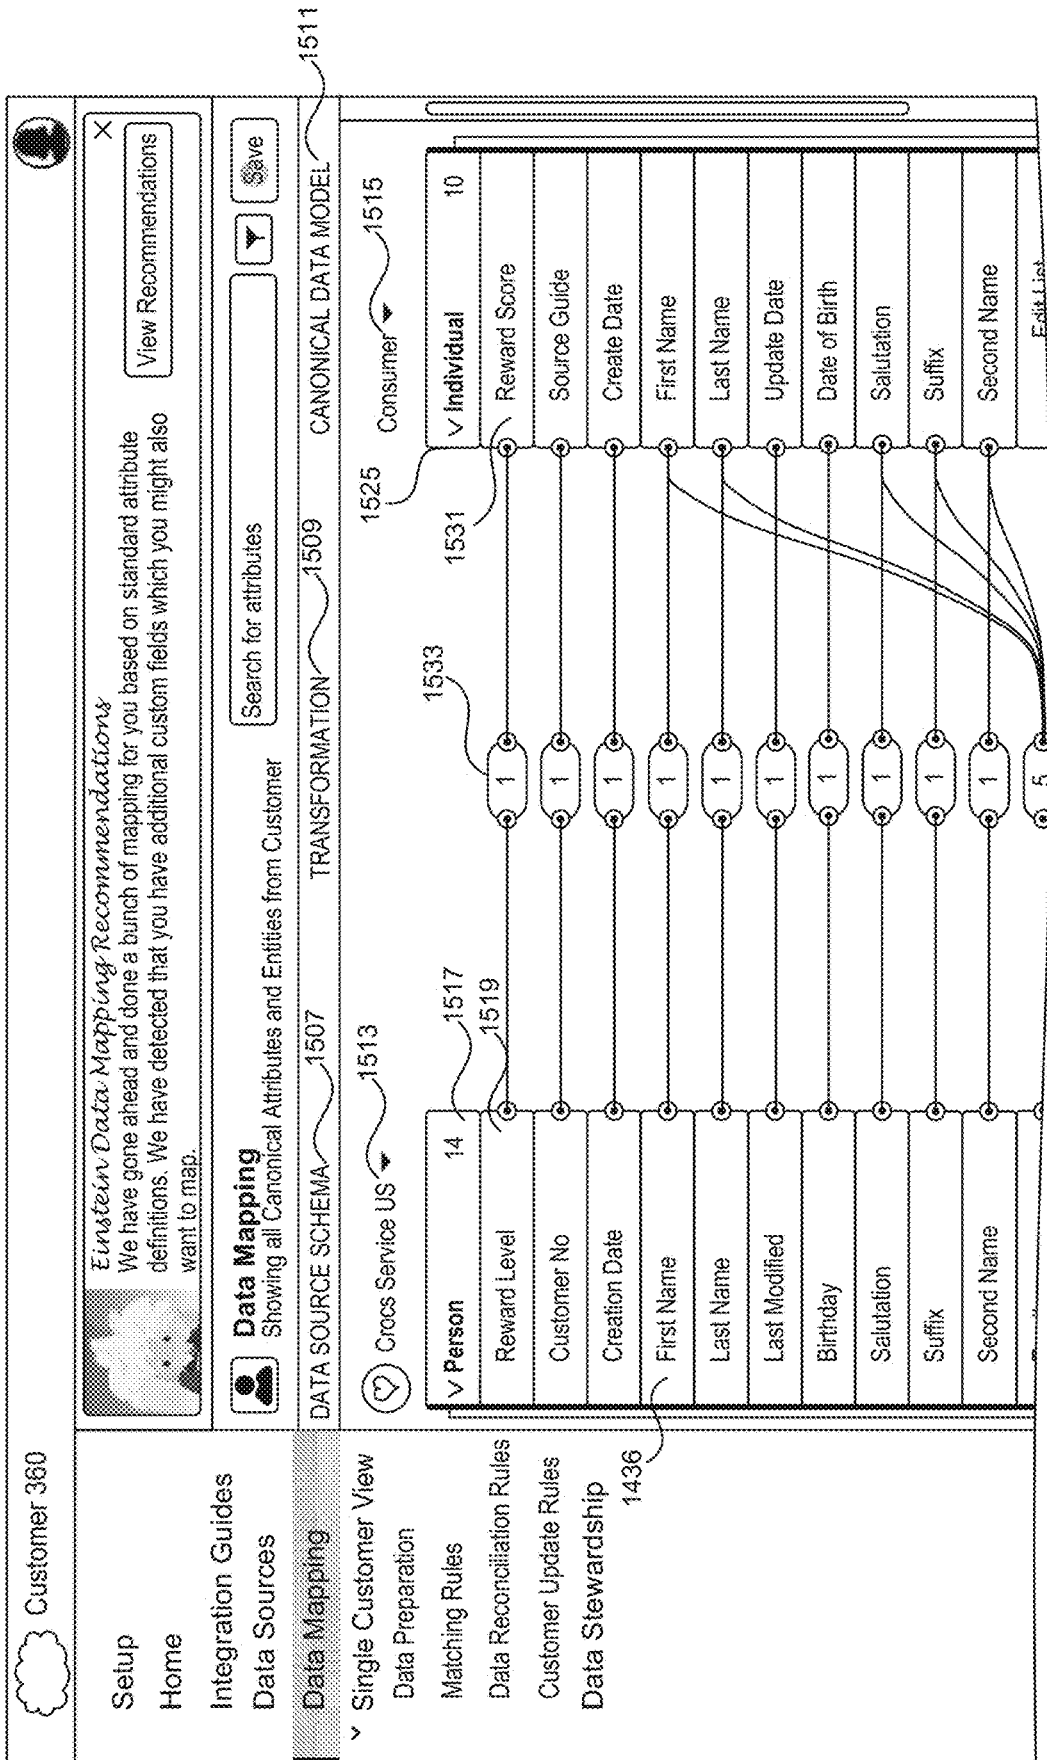 Customer 360
Setup
Home
Integration Guides
Data Sources
Data Mapping
Single Customer View
Data Preparation
Matching Rules
Data Reconciliation Rules
Customer Update Rules
Data Stewardship
1436
Einstein Data Mapping Recommendations
We have gone ahead and done a bunch of mapping for you based on standard attribute
definitions. We have detected that you have additional custom fields which you might also
want to map.
View Recommendations
Data Mapping
Showing all Canonical Attributes and Entities from Customer
Search for attributes
Save
DATA SOURCE SCHEMA 1507
TRANSFORMATION 1509
CANONICAL DATA MODEL 1511
Crocs Service US 1513
Consumer 1515
Person 14 1517
1519
Reward Level
Customer No
Creation Date
First Name
Last Name
Last Modified
Birthday
Salutation
Suffix
Second Name
1533
1
1
1
1
1
1
1
1
1
1
5
1525
1531
Individual 10
Reward Score
Source Guide
Create Date
First Name
Last Name
Update Date
Date of Birth
Salutation
Suffix
Second Name
Edit List